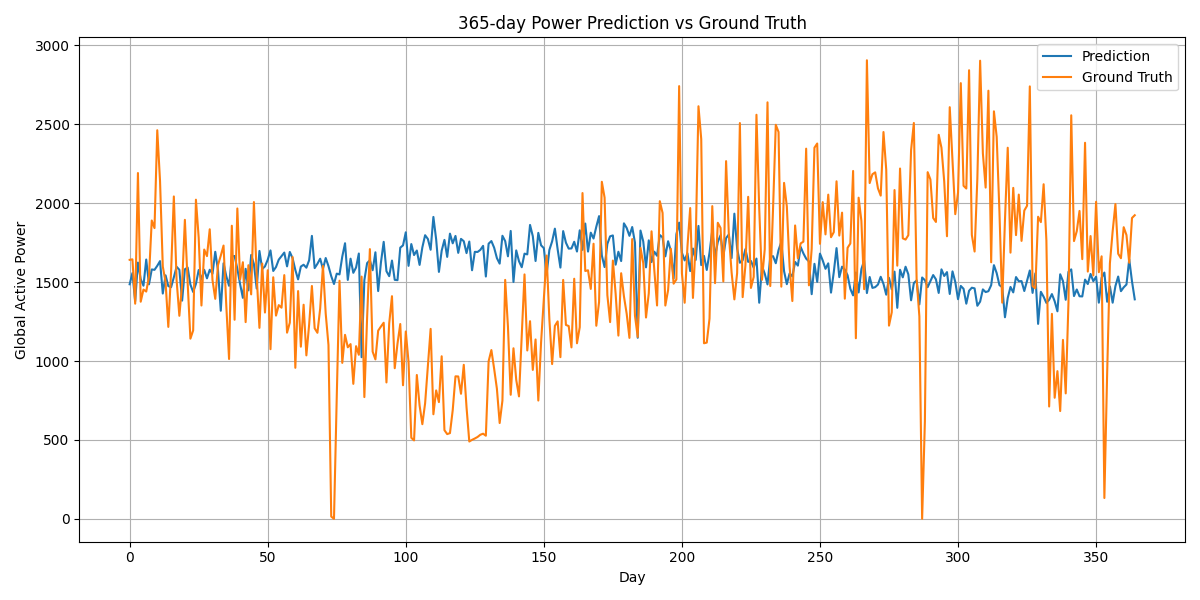 365-day Power Prediction vs Ground Truth
Prediction
Ground Truth
Global Active Power
3000
2500
2000
1500
1000
500
0
0 50 100 150 200 250 300 350
Day